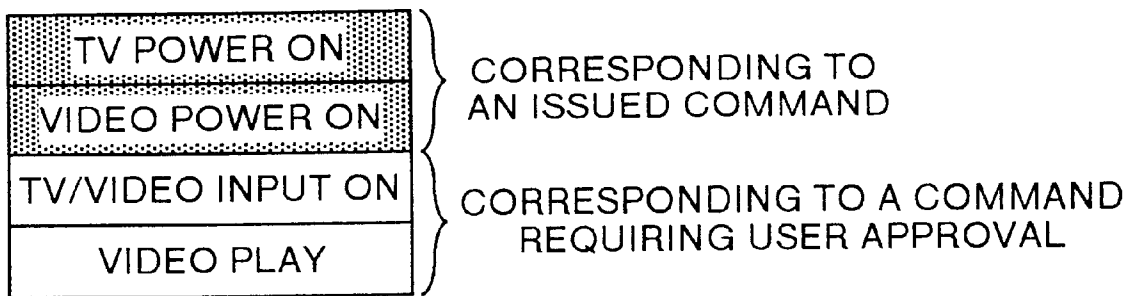 TV POWER ON
VIDEO POWER ON
CORRESPONDING TO
AN ISSUED COMMAND
TV/VIDEO INPUT ON
VIDEO PLAY
CORRESPONDING TO A COMMAND
REQUIRING USER APPROVAL